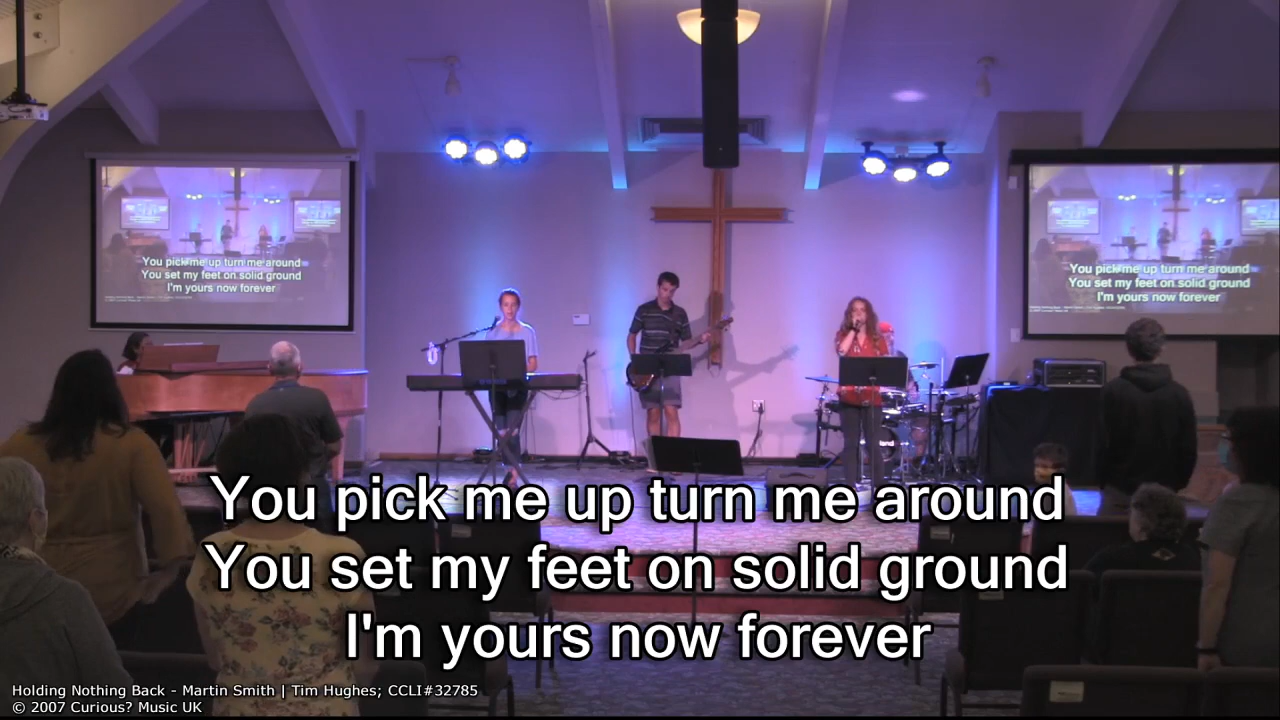 You pick me up turn me around
You set my feet on solid ground
I'm yours now forever
You pick me up turn me around
You set my feet on solid ground
I'm yours now forever
You pick me up turn me around
You set my feet on solid ground
I'm yours now forever
Holding Nothing Back - Martin Smith | Tim Hughes; CCLI#32785
© 2007 Curious? Music UK